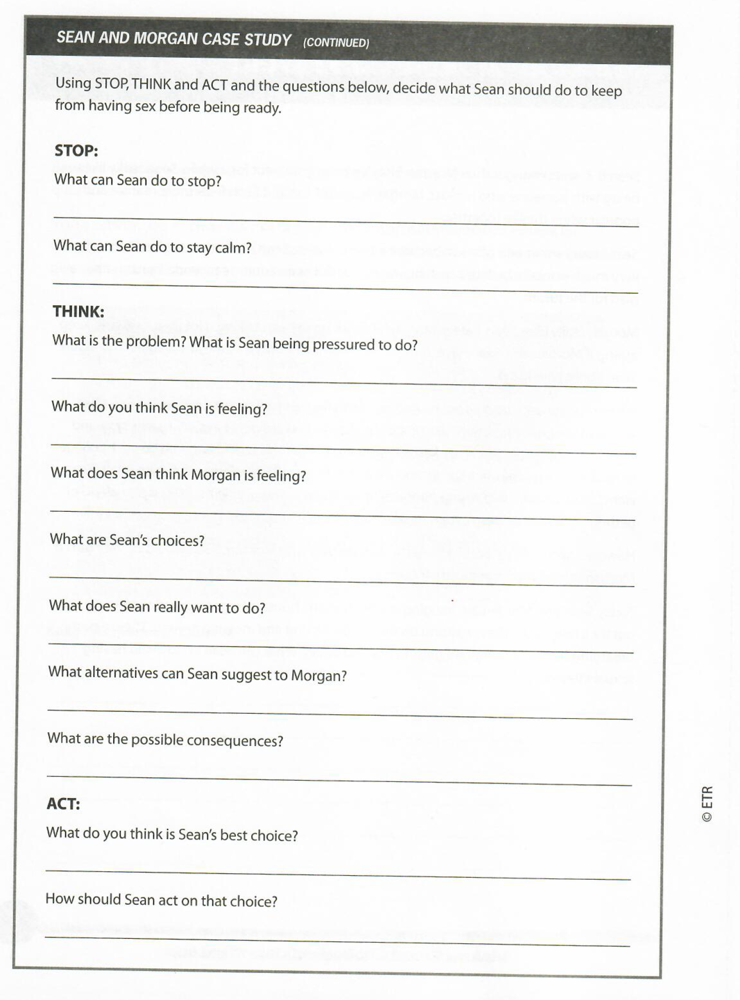 SEAN AND MORGAN CASE STUDY (CONTINUED)
Using STOP, THINK and ACT and the questions below, decide what Sean should do to keep
from having sex before being ready.
STOP:
What can Sean do to stop?
What can Sean do to stay calm?
THINK:
What is the problem? What is Sean being pressured to do?
What do you think Sean is feeling?
What does Sean think Morgan is feeling?
What are Sean’s choices?
What does Sean really want to do?
What alternatives can Sean suggest to Morgan?
What are the possible consequences?
ACT:
What do you think is Sean’s best choice?
How should Sean act on that choice?
© ETR